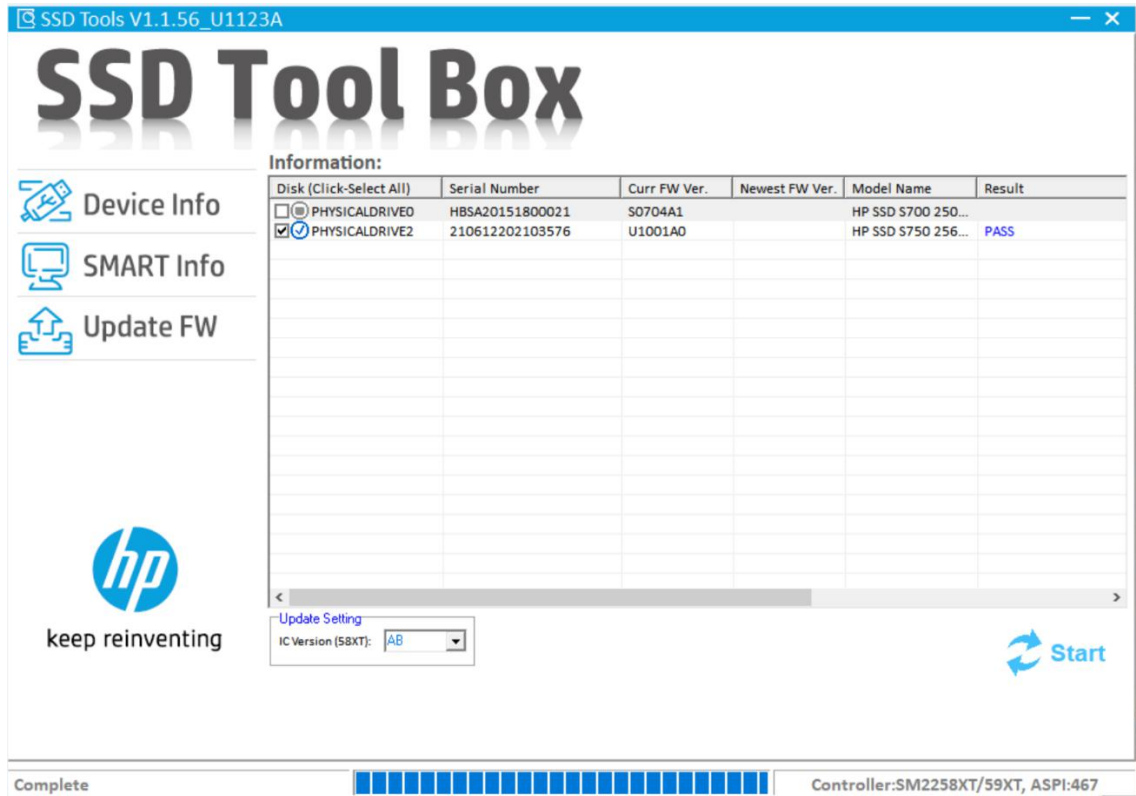 SSD Tools V1.1.56_U1123A
SSD Tool Box
Information:
Device Info
SMART Info
Update FW
Disk (Click-Select All) Serial Number Curr FW Ver. Newest FW Ver. Model Name Result
PHYSICALDRIVE0 HBSA20151800021 S0704A1 HP SSD S700 250...
PHYSICALDRIVE2 210612202103576 U1001A0 HP SSD S750 256... PASS
hp
keep reinventing
Update Setting
IC Version (58XT): AB
Start
Complete
Controller:SM2258XT/59XT, ASPI:467